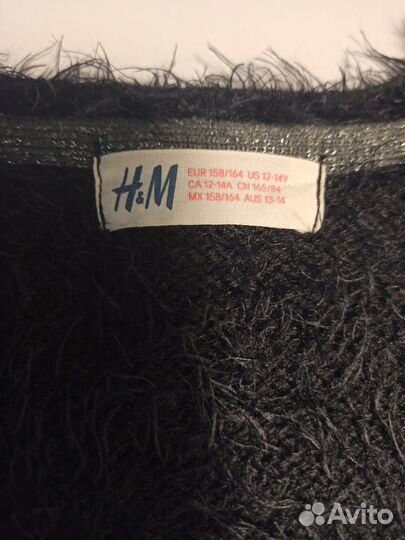 H&M
EUR 158/164 US 12-14Y
CA 12-14A CN 165/84
MX 158/164 AUS 13-14
Avito